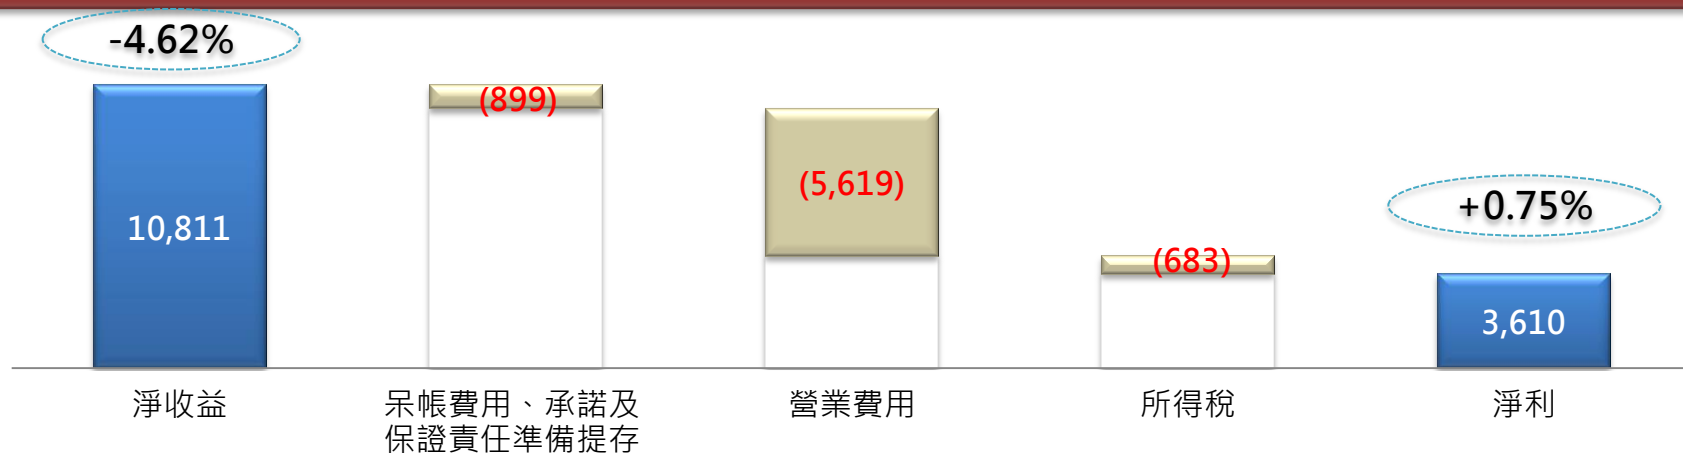 -4.62%
(899)
(5,619)
10,811
+0.75%
(683)
3,610
淨收益
呆帳費用、承諾及
保證責任準備提存
營業費用
所得稅
淨利